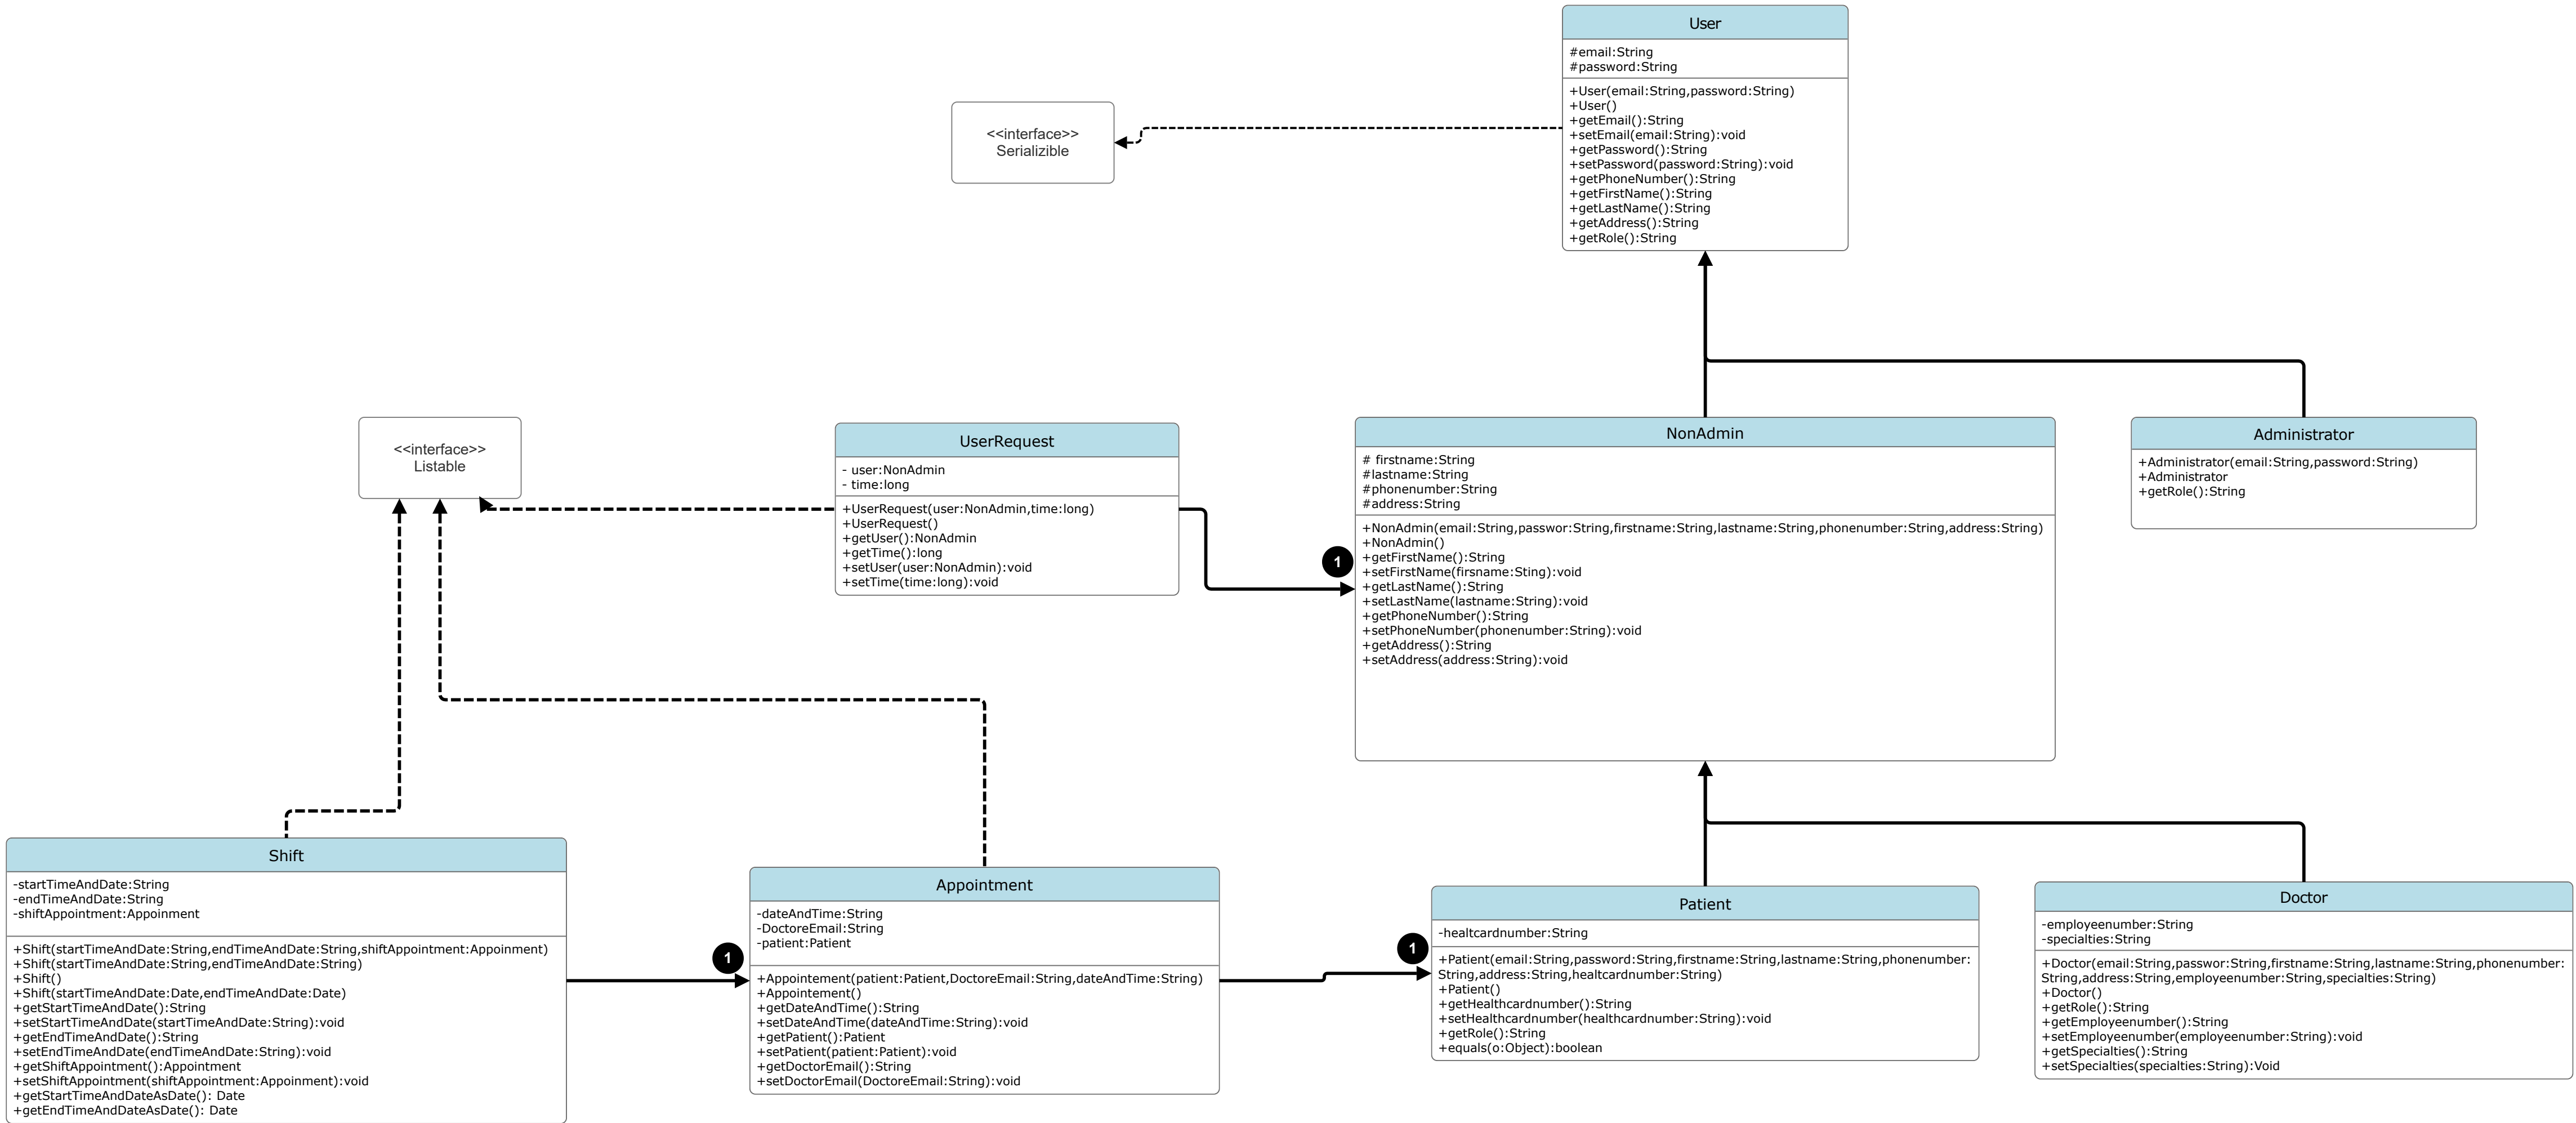 User
#email:String
#password:String
+User(email:String,password:String)
+User()
+getEmail():String
+setEmail(email:String):void
+getPassword():String
+setPassword(password:String):void
+getPhoneNumber():String
+getFirstName():String
+getLastName():String
+getAddress():String
+getRole():String
<<interface>>
Serializible
<<interface>>
Listable
UserRequest
- user:NonAdmin
- time:long
+UserRequest(user:NonAdmin,time:long)
+UserRequest()
+getUser():NonAdmin
+getTime():long
+setUser(user:NonAdmin):void
+setTime(time:long):void
1
NonAdmin
# firstname:String
#lastname:String
#phonenumber:String
#address:String
+NonAdmin(email:String,passwor:String,firstname:String,lastname:String,phonenumber:String,address:String)
+NonAdmin()
+getFirstName():String
+setFirstName(firsname:Sting):void
+getLastName():String
+setLastName(lastname:String):void
+getPhoneNumber():String
+setPhoneNumber(phonenumber:String):void
+getAddress():String
+setAddress(address:String):void
Administrator
+Administrator(email:String,password:String)
+Administrator
+getRole():String
Shift
-startTimeAndDate:String
-endTimeAndDate:String
-shiftAppointment:Appoinment
+Shift(startTimeAndDate:String,endTimeAndDate:String,shiftAppointment:Appoinment)
+Shift(startTimeAndDate:String,endTimeAndDate:String)
+Shift()
+Shift(startTimeAndDate:Date,endTimeAndDate:Date)
+getStartTimeAndDate():String
+setStartTimeAndDate(startTimeAndDate:String):void
+getEndTimeAndDate():String
+setEndTimeAndDate(endTimeAndDate:String):void
+getShiftAppointment():Appointment
+setShiftAppointment(shiftAppointment:Appoinment):void
+getStartTimeAndDateAsDate(): Date
+getEndTimeAndDateAsDate(): Date
1
Appointment
-dateAndTime:String
-DoctoreEmail:String
-patient:Patient
+Appointement(patient:Patient,DoctoreEmail:String,dateAndTime:String)
+Appointement()
+getDateAndTime():String
+setDateAndTime(dateAndTime:String):void
+getPatient():Patient
+setPatient(patient:Patient):void
+getDoctorEmail():String
+setDoctorEmail(DoctoreEmail:String):void
1
Patient
-healtcardnumber:String
+Patient(email:String,password:String,firstname:String,lastname:String,phonenumber:
String,address:String,healtcardnumber:String)
+Patient()
+getHealthcardnumber():String
+setHealthcardnumber(healthcardnumber:String):void
+getRole():String
+equals(o:Object):boolean
Doctor
-employeenumber:String
-specialties:String
+Doctor(email:String,passwor:String,firstname:String,lastname:String,phonenumber:
String,address:String,employeenumber:String,specialties:String)
+Doctor()
+getRole():String
+getEmployeenumber():String
+setEmployeenumber(employeenumber:String):void
+getSpecialties():String
+setSpecialties(specialties:String):Void